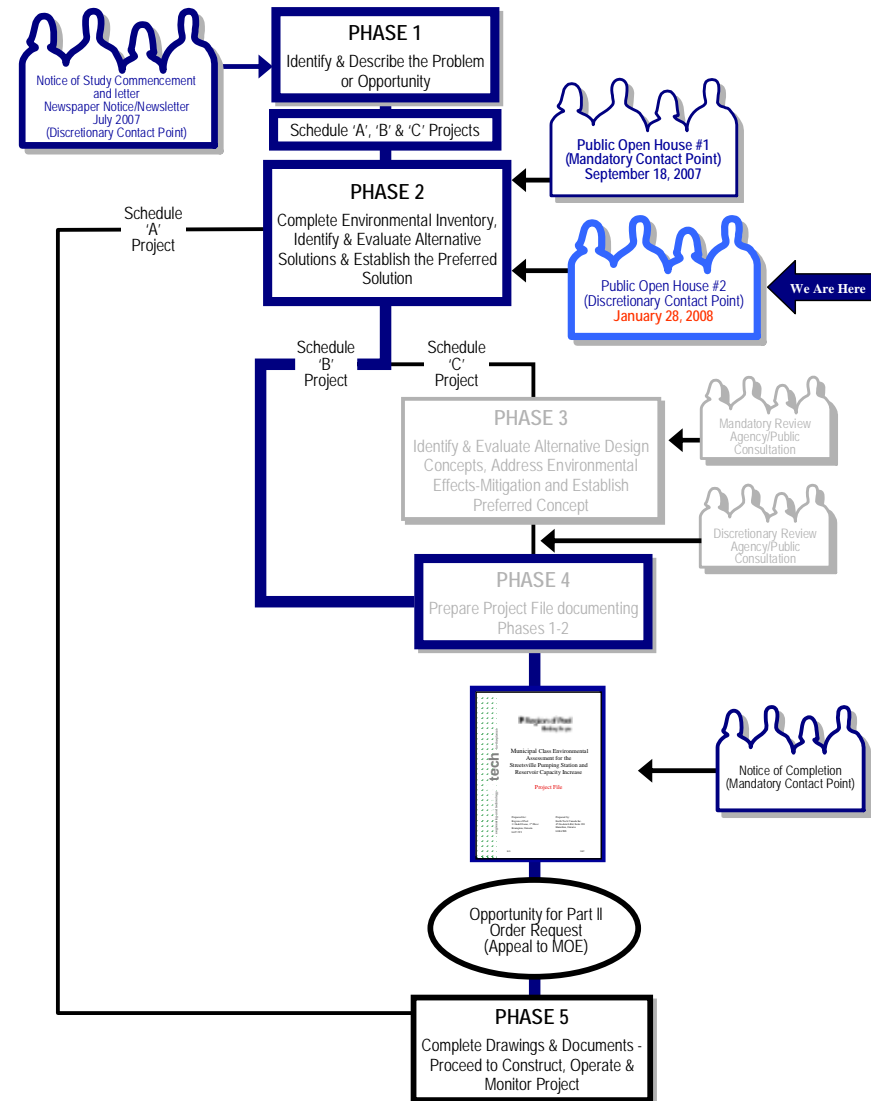 PHASE 1
Identify & Describe the Problem
or Opportunity
Notice of Study Commencement
and letter
Newspaper Notice/Newsletter
July 2007
(Discretionary Contact Point)
Schedule 'A', 'B' & 'C' Projects
Public Open House #1
(Mandatory Contact Point)
September 18, 2007
PHASE 2
Complete Environmental Inventory,
Identify & Evaluate Alternative
Solutions & Establish the Preferred
Solution
Schedule
'A'
Project
Public Open House #2
(Discretionary Contact Point)
January 28, 2008
We Are Here
Schedule
'B'
Project
Schedule
'C'
Project
PHASE 3
Identify & Evaluate Alternative Design
Concepts, Address Environmental
Effects-Mitigation and Establish
Preferred Concept
Mandatory Review
Agency/Public
Consultation
Discretionary Review
Agency/Public
Consultation
PHASE 4
Prepare Project File documenting
Phases 1-2
Region of Peel
tech
Municipal Class Environmental
Assessment for the
Streetsville Pumping Station and
Reservoir Capacity Increase
Project File
Notice of Completion
(Mandatory Contact Point)
Opportunity for Part II
Order Request
(Appeal to MOE)
PHASE 5
Complete Drawings & Documents -
Proceed to Construct, Operate &
Monitor Project